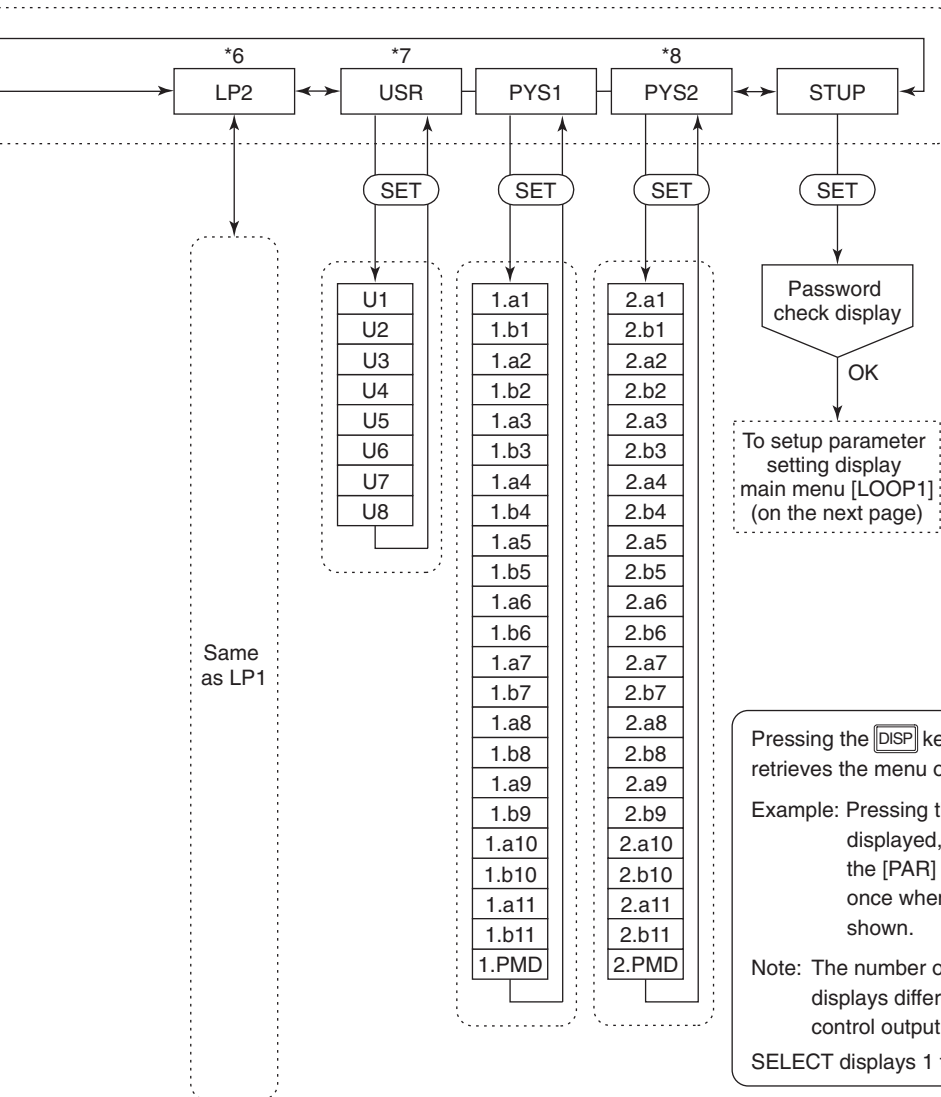 *6
*7
*8
LP2
USR
PYS1
PYS2
STUP
SET
SET
SET
SET
U1
U2
U3
U4
U5
U6
U7
U8
1.a1
1.b1
1.a2
1.b2
1.a3
1.b3
1.a4
1.b4
1.a5
1.b5
1.a6
1.b6
1.a7
1.b7
1.a8
1.b8
1.a9
1.b9
1.a10
1.b10
1.a11
1.b11
1.PMD
2.a1
2.b1
2.a2
2.b2
2.a3
2.b3
2.a4
2.b4
2.a5
2.b5
2.a6
2.b6
2.a7
2.b7
2.a8
2.b8
2.a9
2.b9
2.a10
2.b10
2.a11
2.b11
2.PMD
Password
check display
OK
To setup parameter
setting display
main menu [LOOP1]
(on the next page)
Same
as LP1
Pressing the DISP
retrieves the menu
Example: Pressing
displayed,
the [PAR]
once
shown.
Note: The number
displays
control output
SELECT displays 1